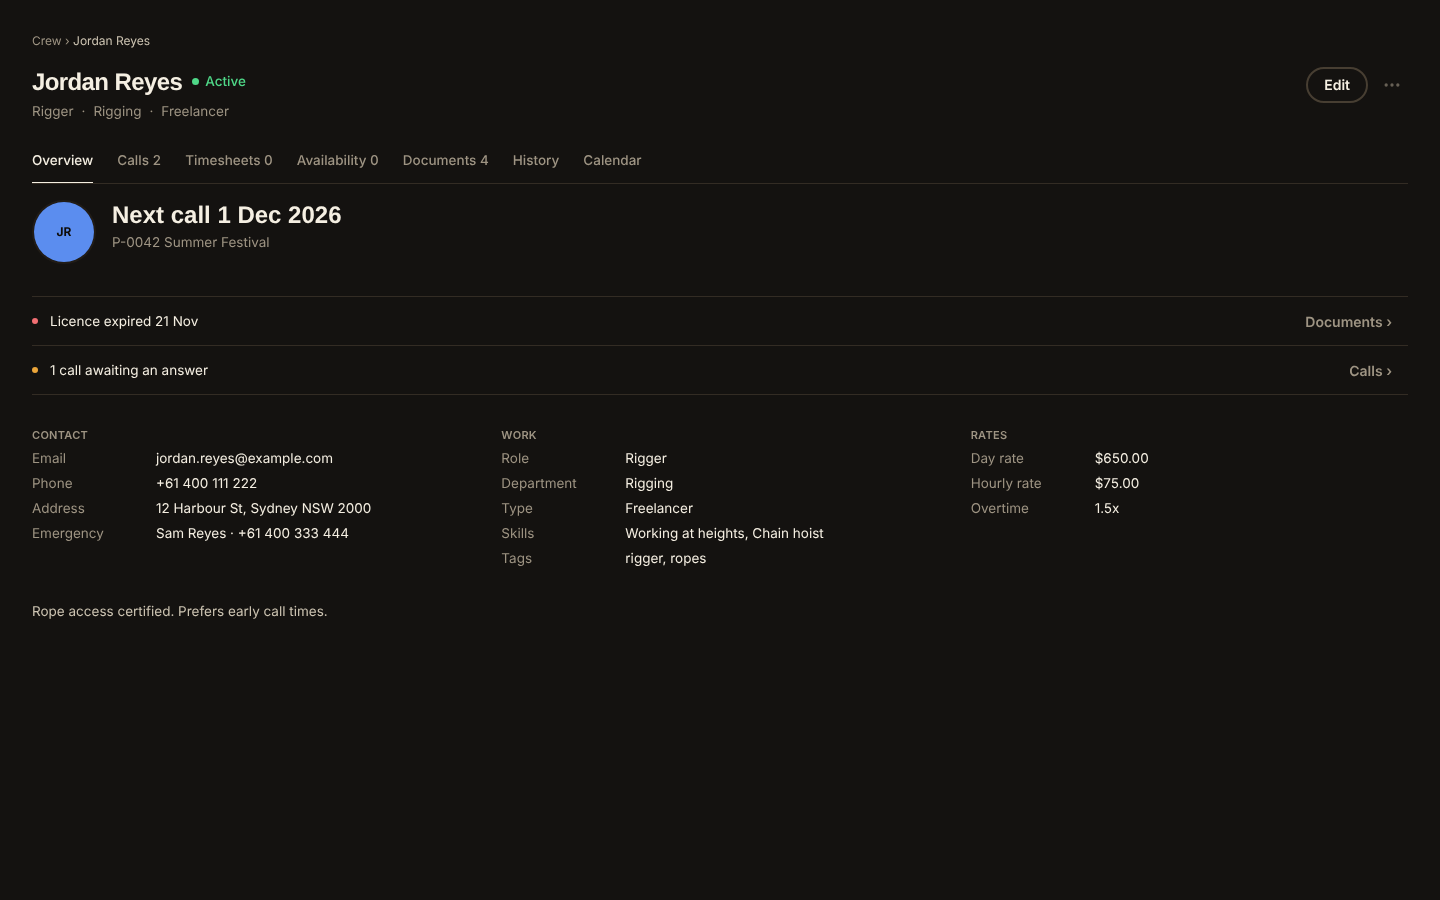 Crew › Jordan Reyes
Jordan Reyes Active
Edit
Rigger · Rigging · Freelancer
Overview Calls 2 Timesheets 0 Availability 0 Documents 4 History Calendar
JR
Next call 1 Dec 2026
P-0042 Summer Festival
Licence expired 21 Nov Documents ›
1 call awaiting an answer Calls ›
CONTACT
Email jordan.reyes@example.com
Phone +61 400 111 222
Address 12 Harbour St, Sydney NSW 2000
Emergency Sam Reyes · +61 400 333 444
WORK
Role Rigger
Department Rigging
Type Freelancer
Skills Working at heights, Chain hoist
Tags rigger, ropes
RATES
Day rate $650.00
Hourly rate $75.00
Overtime 1.5x
Rope access certified. Prefers early call times.